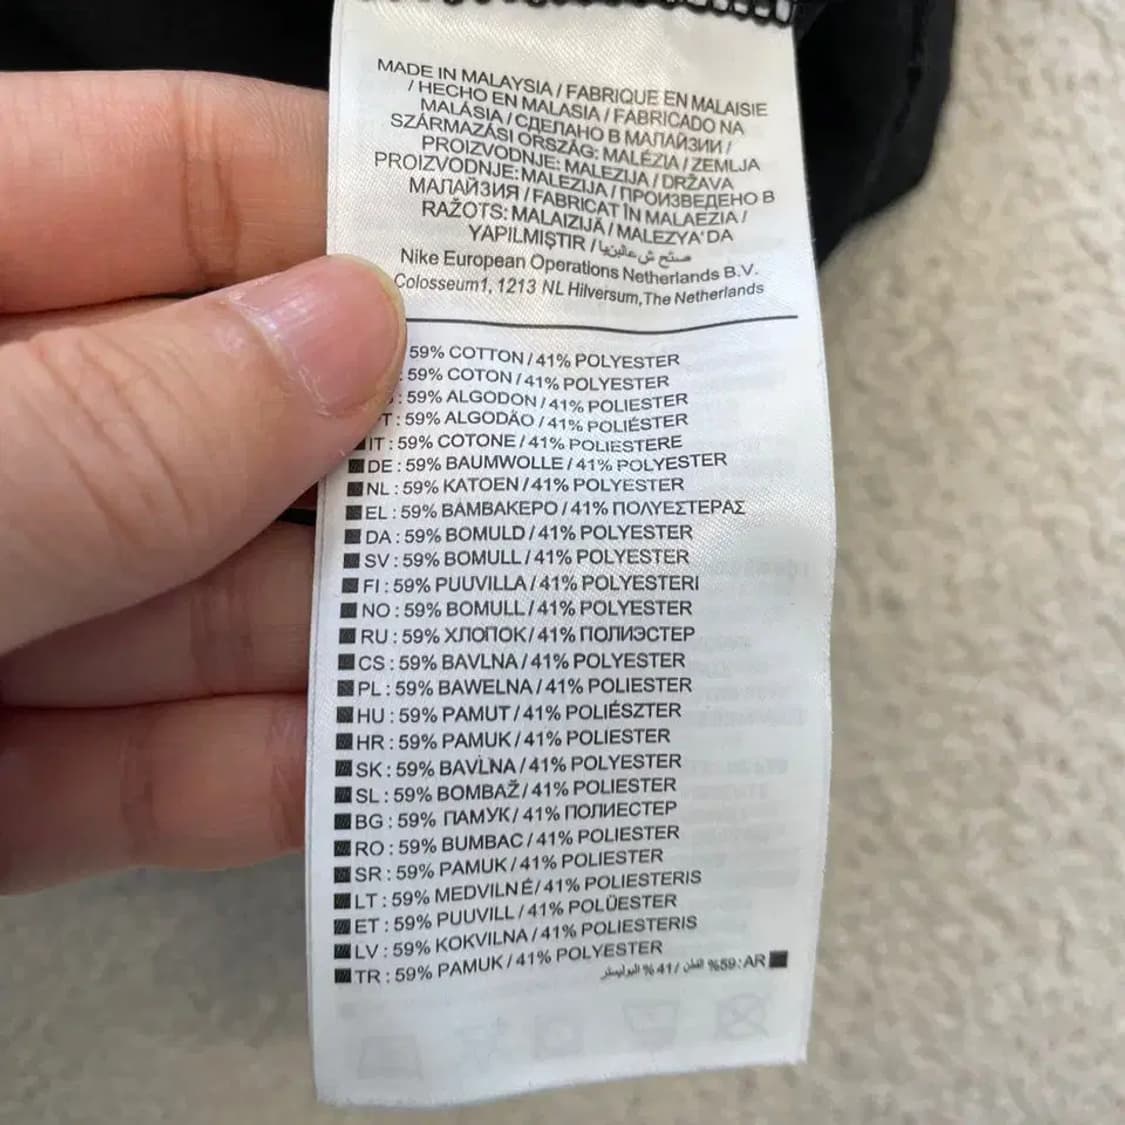 MADE IN MALAYSIA / FABRIQUE EN MALAISIE
/ HECHO EN MALASIA / FABRICADO NA
MALÁSIA / СДЕЛАНО В МАЛАЙЗИИ /
SZÁRMAZÁSI ORSZÁG: MALÉZIA / ZEMLJA
PROIZVODNJE: MALEZIJA / DRŽAVA
PROIZVODNJE: MALEZIJA / ПРОИЗВЕДЕНО В
МАЛАЙЗИЯ / FABRICAT ÎN MALAEZIA /
RAŽOTS: MALAIZIJĀ / MALEZYA'DA
YAPILMIŞTIR / صنع في ماليزيا
Nike European Operations Netherlands B.V.
Colosseum1, 1213 NL Hilversum, The Netherlands
59% COTTON / 41% POLYESTER
: 59% COTON / 41% POLYESTER
: 59% ALGODON / 41% POLIESTER
T : 59% ALGODÃO / 41% POLIÉSTER
IT : 59% COTONE / 41% POLIESTERE
DE : 59% BAUMWOLLE / 41% POLYESTER
NL : 59% KATOEN / 41% POLYESTER
EL : 59% ΒΑΜΒΑΚΕΡΟ / 41% ΠΟΛΥΕΣΤΕΡΑΣ
DA : 59% BOMULD / 41% POLYESTER
SV : 59% BOMULL / 41% POLYESTER
FI : 59% PUUVILLA / 41% POLYESTERI
NO : 59% BOMULL / 41% POLYESTER
RU : 59% ХЛОПОК / 41% ПОЛИЭСТЕР
CS : 59% BAVLNA / 41% POLYESTER
PL : 59% BAWELNA / 41% POLIESTER
HU : 59% PAMUT / 41% POLIÉSZTER
HR : 59% PAMUK / 41% POLIESTER
SK : 59% BAVLNA / 41% POLYESTER
SL : 59% BOMBAŽ / 41% POLIESTER
BG : 59% ПАМУК / 41% ПОЛИЕСТЕР
RO : 59% BUMBAC / 41% POLIESTER
SR : 59% PAMUK / 41% POLIESTER
LT : 59% MEDVILNĖ / 41% POLIESTERIS
ET : 59% PUUVILL / 41% POLÜESTER
LV : 59% KOKVILNA / 41% POLIESTERIS
TR : 59% PAMUK / 41% POLYESTER
AR :59% القطن / 41% البوليستر